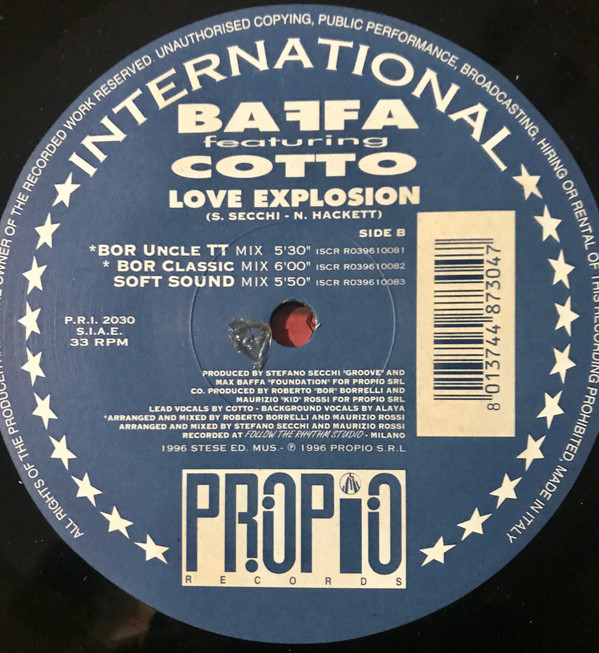 ALL RIGHTS OF THE PRODUCER OWNER OF THE RECORDED WORK RESERVED. UNAUTHORISED COPYING, PUBLIC PERFORMANCE, BROADCASTING, HIRING OR RENTAL OF THIS RECORDING PROHIBITED. MADE IN ITALY
INTERNATIONAL
BAFFA
featuring
COTTO
LOVE EXPLOSION
(S. SECCHI - N. HACKETT)
SIDE B
*BOR UNCLE TT MIX 5'30" ISCR R039610081
* BOR CLASSIC MIX 6'00" ISCR R039610082
SOFT SOUND MIX 5'50" ISCR R039610083
P.R.I. 2030
S.I.A.E.
33 RPM
8 013744 873047
PRODUCED BY STEFANO SECCHI "GROOVE" AND
MAX BAFFA "FOUNDATION" FOR PROPIO SRL
CO. PRODUCED BY ROBERTO "BOR" BORRELLI AND
MAURIZIO "KID" ROSSI FOR PROPIO SRL
LEAD VOCALS BY COTTO - BACKGROUND VOCALS BY ALAYA
*ARRANGED AND MIXED BY ROBERTO BORRELLI AND MAURIZIO ROSSI
ARRANGED AND MIXED BY STEFANO SECCHI AND MAURIZIO ROSSI
RECORDED AT FOLLOW THE RHYTHM STUDIO - MILANO
1996 STESE ED. MUS.- ℗ 1996 PROPIO S.R.L
PROPIO
RECORDS